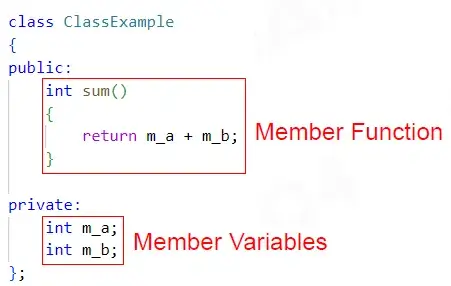 class ClassExample
{
public:
int sum()
{
return m_a + m_b;
}
Member Function
private:
int m_a;
int m_b;
Member Variables
};